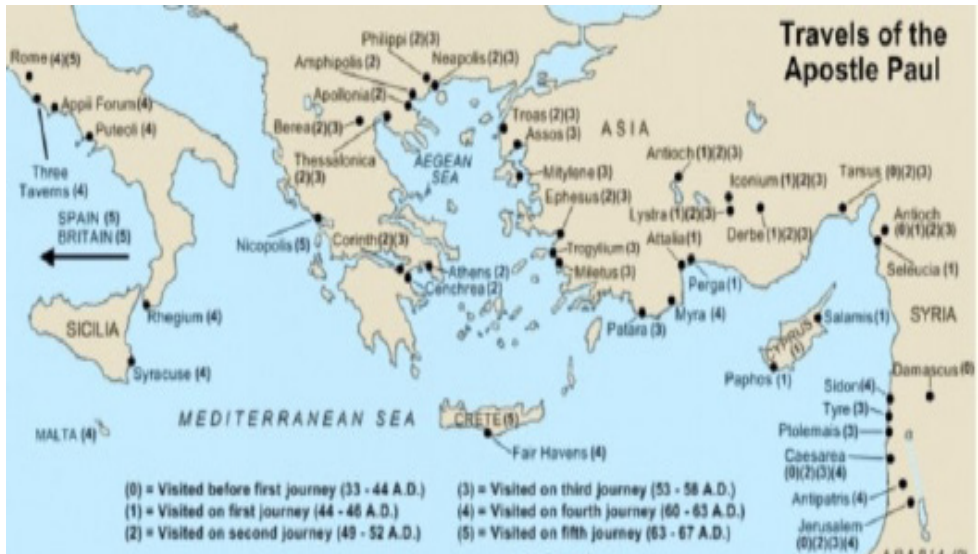 Travels of the
Apostle Paul
Philippi (2)(3)
Neapolis (2)(3)
Amphipolis (2)
Apollonia (2)
Berea (2)(3)
Thessalonica
(2)(3)
Rome (4)(5)
Appii Forum (4)
Puteoli (4)
Three
Taverns (4)
SPAIN (5)
BRITAIN (5)
AEGEAN
SEA
Troas (2)(3)
Assos (3)
ASIA
Mitylene (3)
Ephesus (2)(3)
Antioch (1)(2)(3)
Iconium (1)(2)(3)
Tarsus (0)(2)(3)
Lystra (1)(2)(3)
Derbe (1)(2)(3)
Antioch
(0)(1)(2)(3)
Seleucia (1)
Nicopolis (5)
Corinth (2)(3)
Athens (2)
Cenchrea (2)
Trogylium (3)
Miletus (3)
Attalia (1)
Perga (1)
Patara (3)
Myra (4)
SICILIA
Rhegium (4)
Syracuse (4)
MALTA (4)
MEDITERRANEAN SEA
CRETE (5)
Fair Havens (4)
CYPRUS
(1)
Salamis (1)
Paphos (1)
SYRIA
Damascus (0)
Sidon (4)
Tyre (3)
Ptolemais (3)
Caesarea
(0)(2)(3)(4)
Antipatris (4)
Jerusalem
(0)(2)(3)(4)
(0) = Visited before first journey (33 - 44 A.D.)
(1) = Visited on first journey (44 - 46 A.D.)
(2) = Visited on second journey (49 - 52 A.D.)
(3) = Visited on third journey (53 - 58 A.D.)
(4) = Visited on fourth journey (60 - 63 A.D.)
(5) = Visited on fifth journey (63 - 67 A.D.)